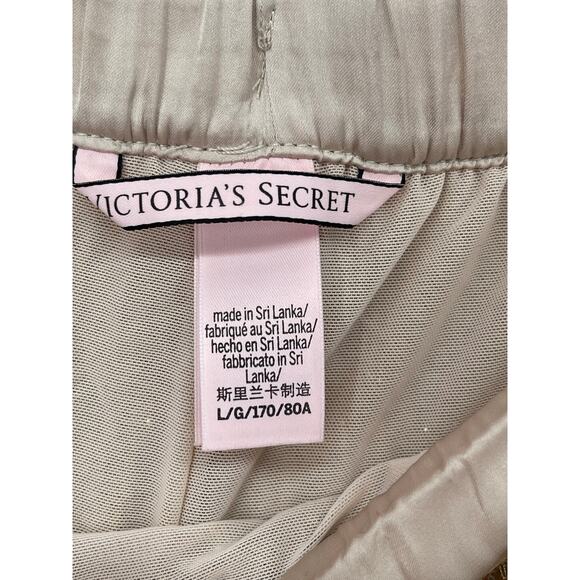 VICTORIA'S SECRET
made in Sri Lanka/
fabriqué au Sri Lanka/
hecho en Sri Lanka/
fabbricato in Sri
Lanka/
斯里兰卡制造
L/G/170/80A